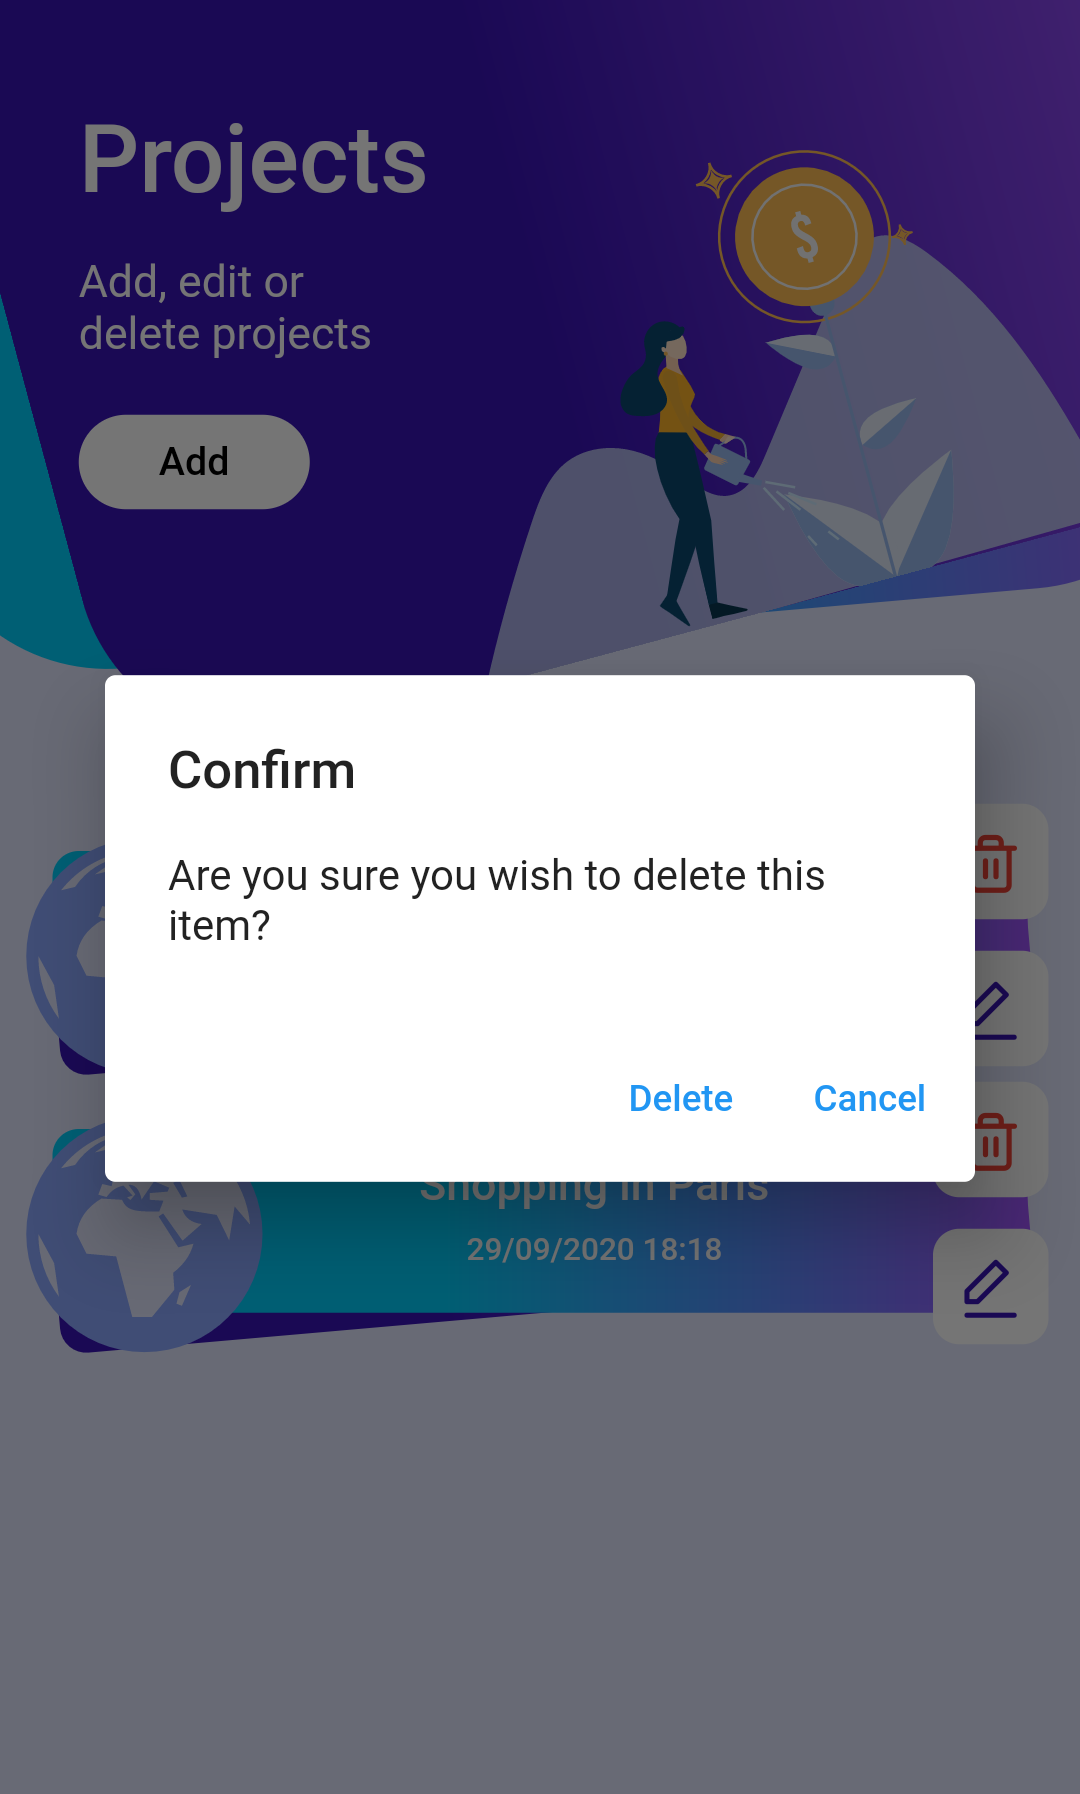 Projects
Add, edit or
delete projects
Add
$
Confirm
Are you sure you wish to delete this
item?
Delete
Cancel
Shopping in Paris
29/09/2020 18:18